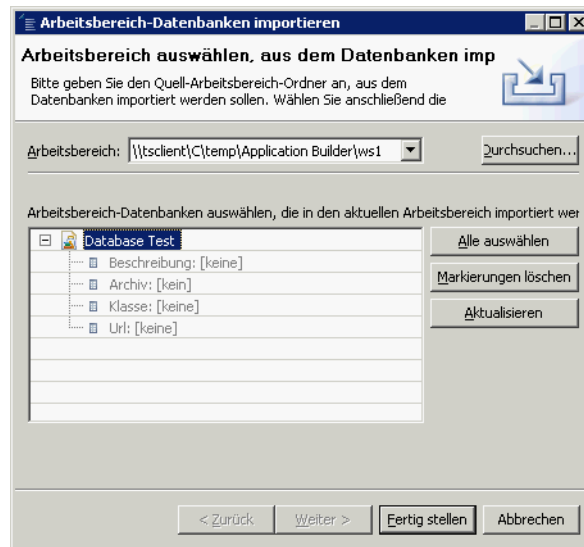 Arbeitsbereich-Datenbanken importieren
Arbeitsbereich auswählen, aus dem Datenbanken imp
Bitte geben Sie den Quell-Arbeitsbereich-Ordner an, aus dem
Datenbanken importiert werden sollen. Wählen Sie anschließend die
Arbeitsbereich: \\tsclient\C\temp\Application Builder\ws1 Durchsuchen...
Arbeitsbereich-Datenbanken auswählen, die in den aktuellen Arbeitsbereich importiert wer
Database Test
Alle auswählen
Beschreibung: [keine]
Archiv: [kein]
Markierungen löschen
Klasse: [keine]
Aktualisieren
Url: [keine]
< Zurück Weiter > Fertig stellen Abbrechen